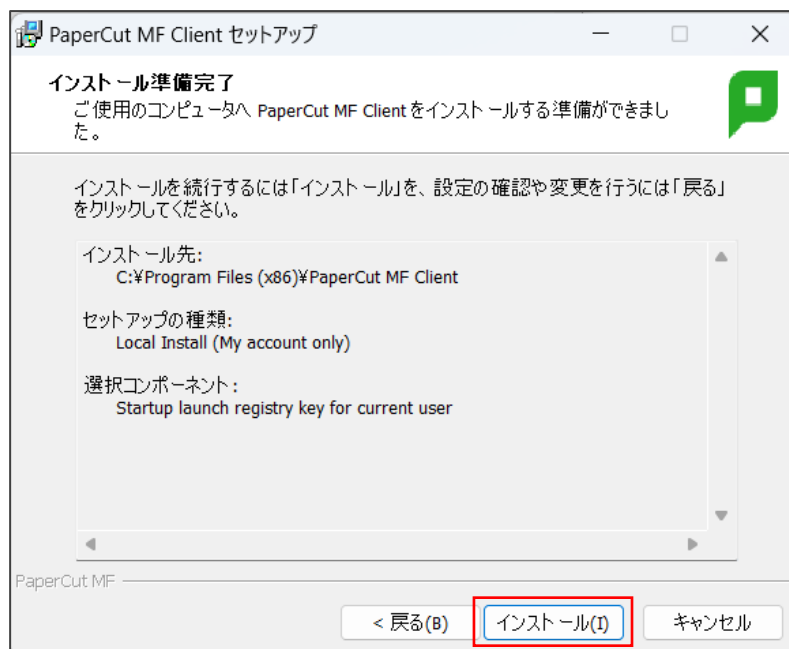 PaperCut MF Client セットアップ
インストール準備完了
ご使用のコンピュータへ PaperCut MF Client をインストールする準備ができまし
た。
インストールを続行するには「インストール」を、設定の確認や変更を行うには「戻る」
をクリックしてください。
インストール先:
C:¥Program Files (x86)¥PaperCut MF Client
セットアップの種類:
Local Install (My account only)
選択コンポーネント:
Startup launch registry key for current user
PaperCut MF
< 戻る(B)
インストール(I)
キャンセル